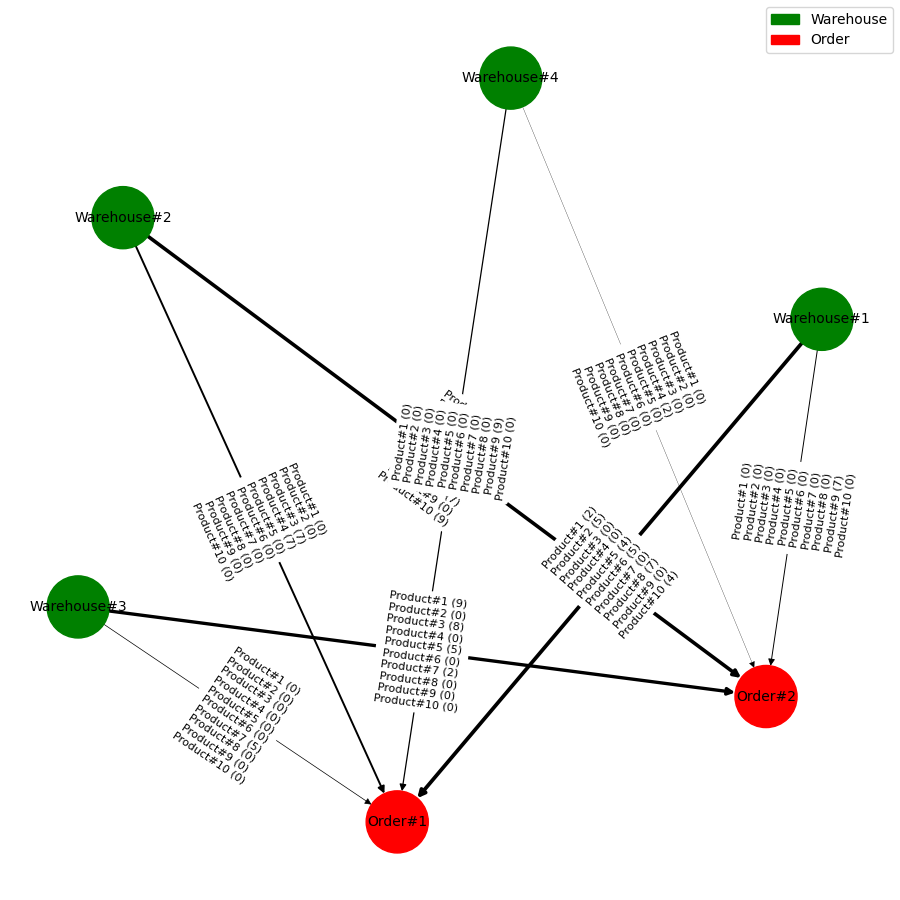 Warehouse
Order
Warehouse#4
Warehouse#2
Warehouse#1
Warehouse#3
Order#2
Order#1
Product#1 (0)
Product#2 (0)
Product#3 (0)
Product#4 (2)
Product#5 (0)
Product#6 (0)
Product#7 (0)
Product#8 (0)
Product#9 (0)
Product#10 (0)
Product#1 (0)
Product#2 (0)
Product#3 (0)
Product#4 (0)
Product#5 (0)
Product#6 (0)
Product#7 (0)
Product#8 (0)
Product#9 (9)
Product#10 (0)
#9 (0)
#10 (9)
Product#1 (0)
Product#2 (0)
Product#3 (7)
Product#4 (7)
Product#5 (0)
Product#6 (0)
Product#7 (0)
Product#8 (0)
Product#9 (0)
Product#10 (0)
Product#1 (0)
Product#2 (0)
Product#3 (0)
Product#4 (0)
Product#5 (0)
Product#6 (0)
Product#7 (0)
Product#8 (0)
Product#9 (7)
Product#10 (0)
Product#1 (2)
Product#2 (5)
Product#3 (0)
Product#4 (0)
Product#5 (4)
Product#6 (5)
Product#7 (0)
Product#8 (7)
Product#9 (0)
Product#10 (4)
Product#1 (9)
Product#2 (0)
Product#3 (8)
Product#4 (0)
Product#5 (5)
Product#6 (0)
Product#7 (2)
Product#8 (0)
Product#9 (0)
Product#10 (0)
Product#1 (0)
Product#2 (0)
Product#3 (0)
Product#4 (0)
Product#5 (0)
Product#6 (0)
Product#7 (5)
Product#8 (0)
Product#9 (0)
Product#10 (0)